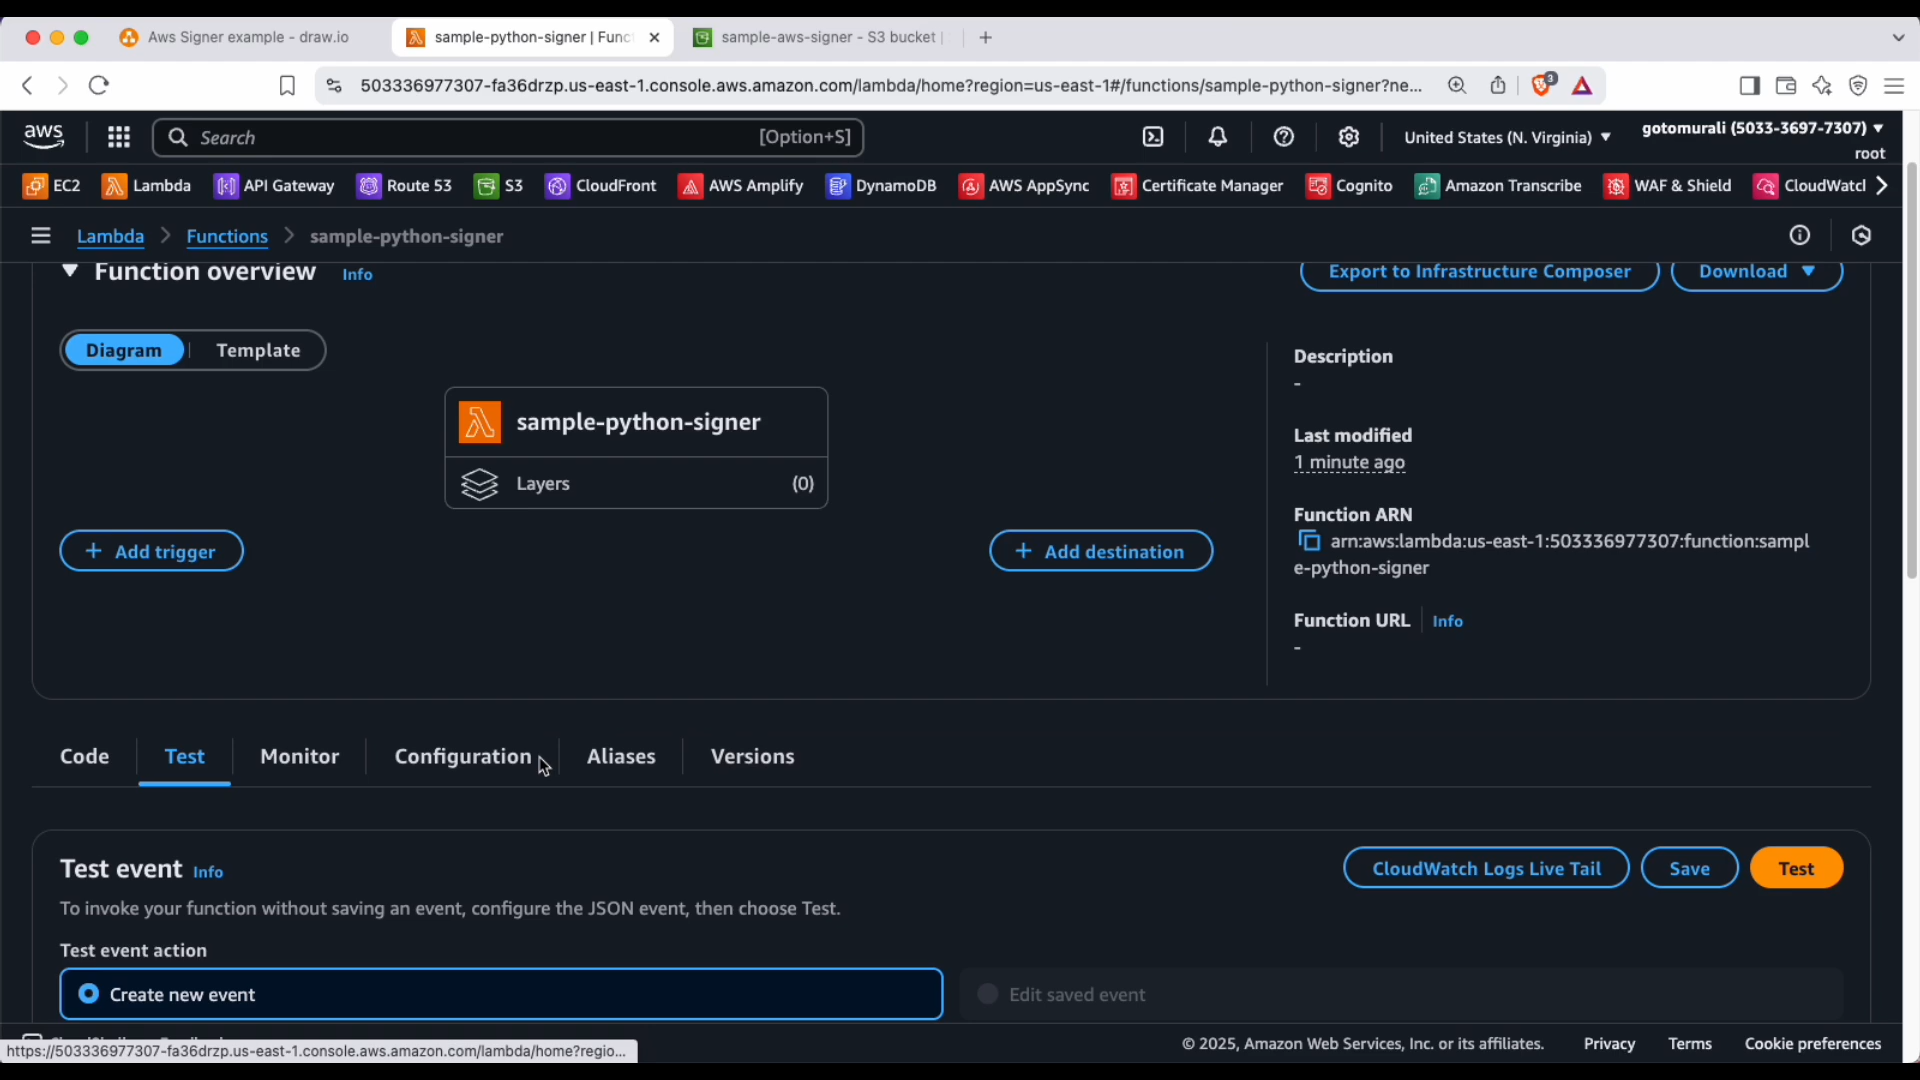 Aws Signer example - draw.io
sample-python-signer | Func
sample-aws-signer - S3 bucket
503336977307-fa36drzp.us-east-1.console.aws.amazon.com/lambda/home?region=us-east-1#/functions/sample-python-signer?ne...
3
aws
Search
[Option+S]
United States (N. Virginia)
gotomurali (5033-3697-7307)
root
EC2
Lambda
API Gateway
Route 53
S3
CloudFront
AWS Amplify
DynamoDB
AWS AppSync
Certificate Manager
Cognito
Amazon Transcribe
WAF & Shield
CloudWatcl
Lambda
Functions
sample-python-signer
Function overview
Info
Export to Infrastructure Composer
Download
Diagram
Template
sample-python-signer
Layers
(0)
+ Add trigger
+ Add destination
Description
-
Last modified
1 minute ago
Function ARN
arn:aws:lambda:us-east-1:503336977307:function:sampl
e-python-signer
Function URL
Info
-
Code
Test
Monitor
Configuration
Aliases
Versions
Test event
Info
CloudWatch Logs Live Tail
Save
Test
To invoke your function without saving an event, configure the JSON event, then choose Test.
Test event action
Create new event
Edit saved event
https://503336977307-fa36drzp.us-east-1.console.aws.amazon.com/lambda/home?regio...
© 2025, Amazon Web Services, Inc. or its affiliates.
Privacy
Terms
Cookie preferences